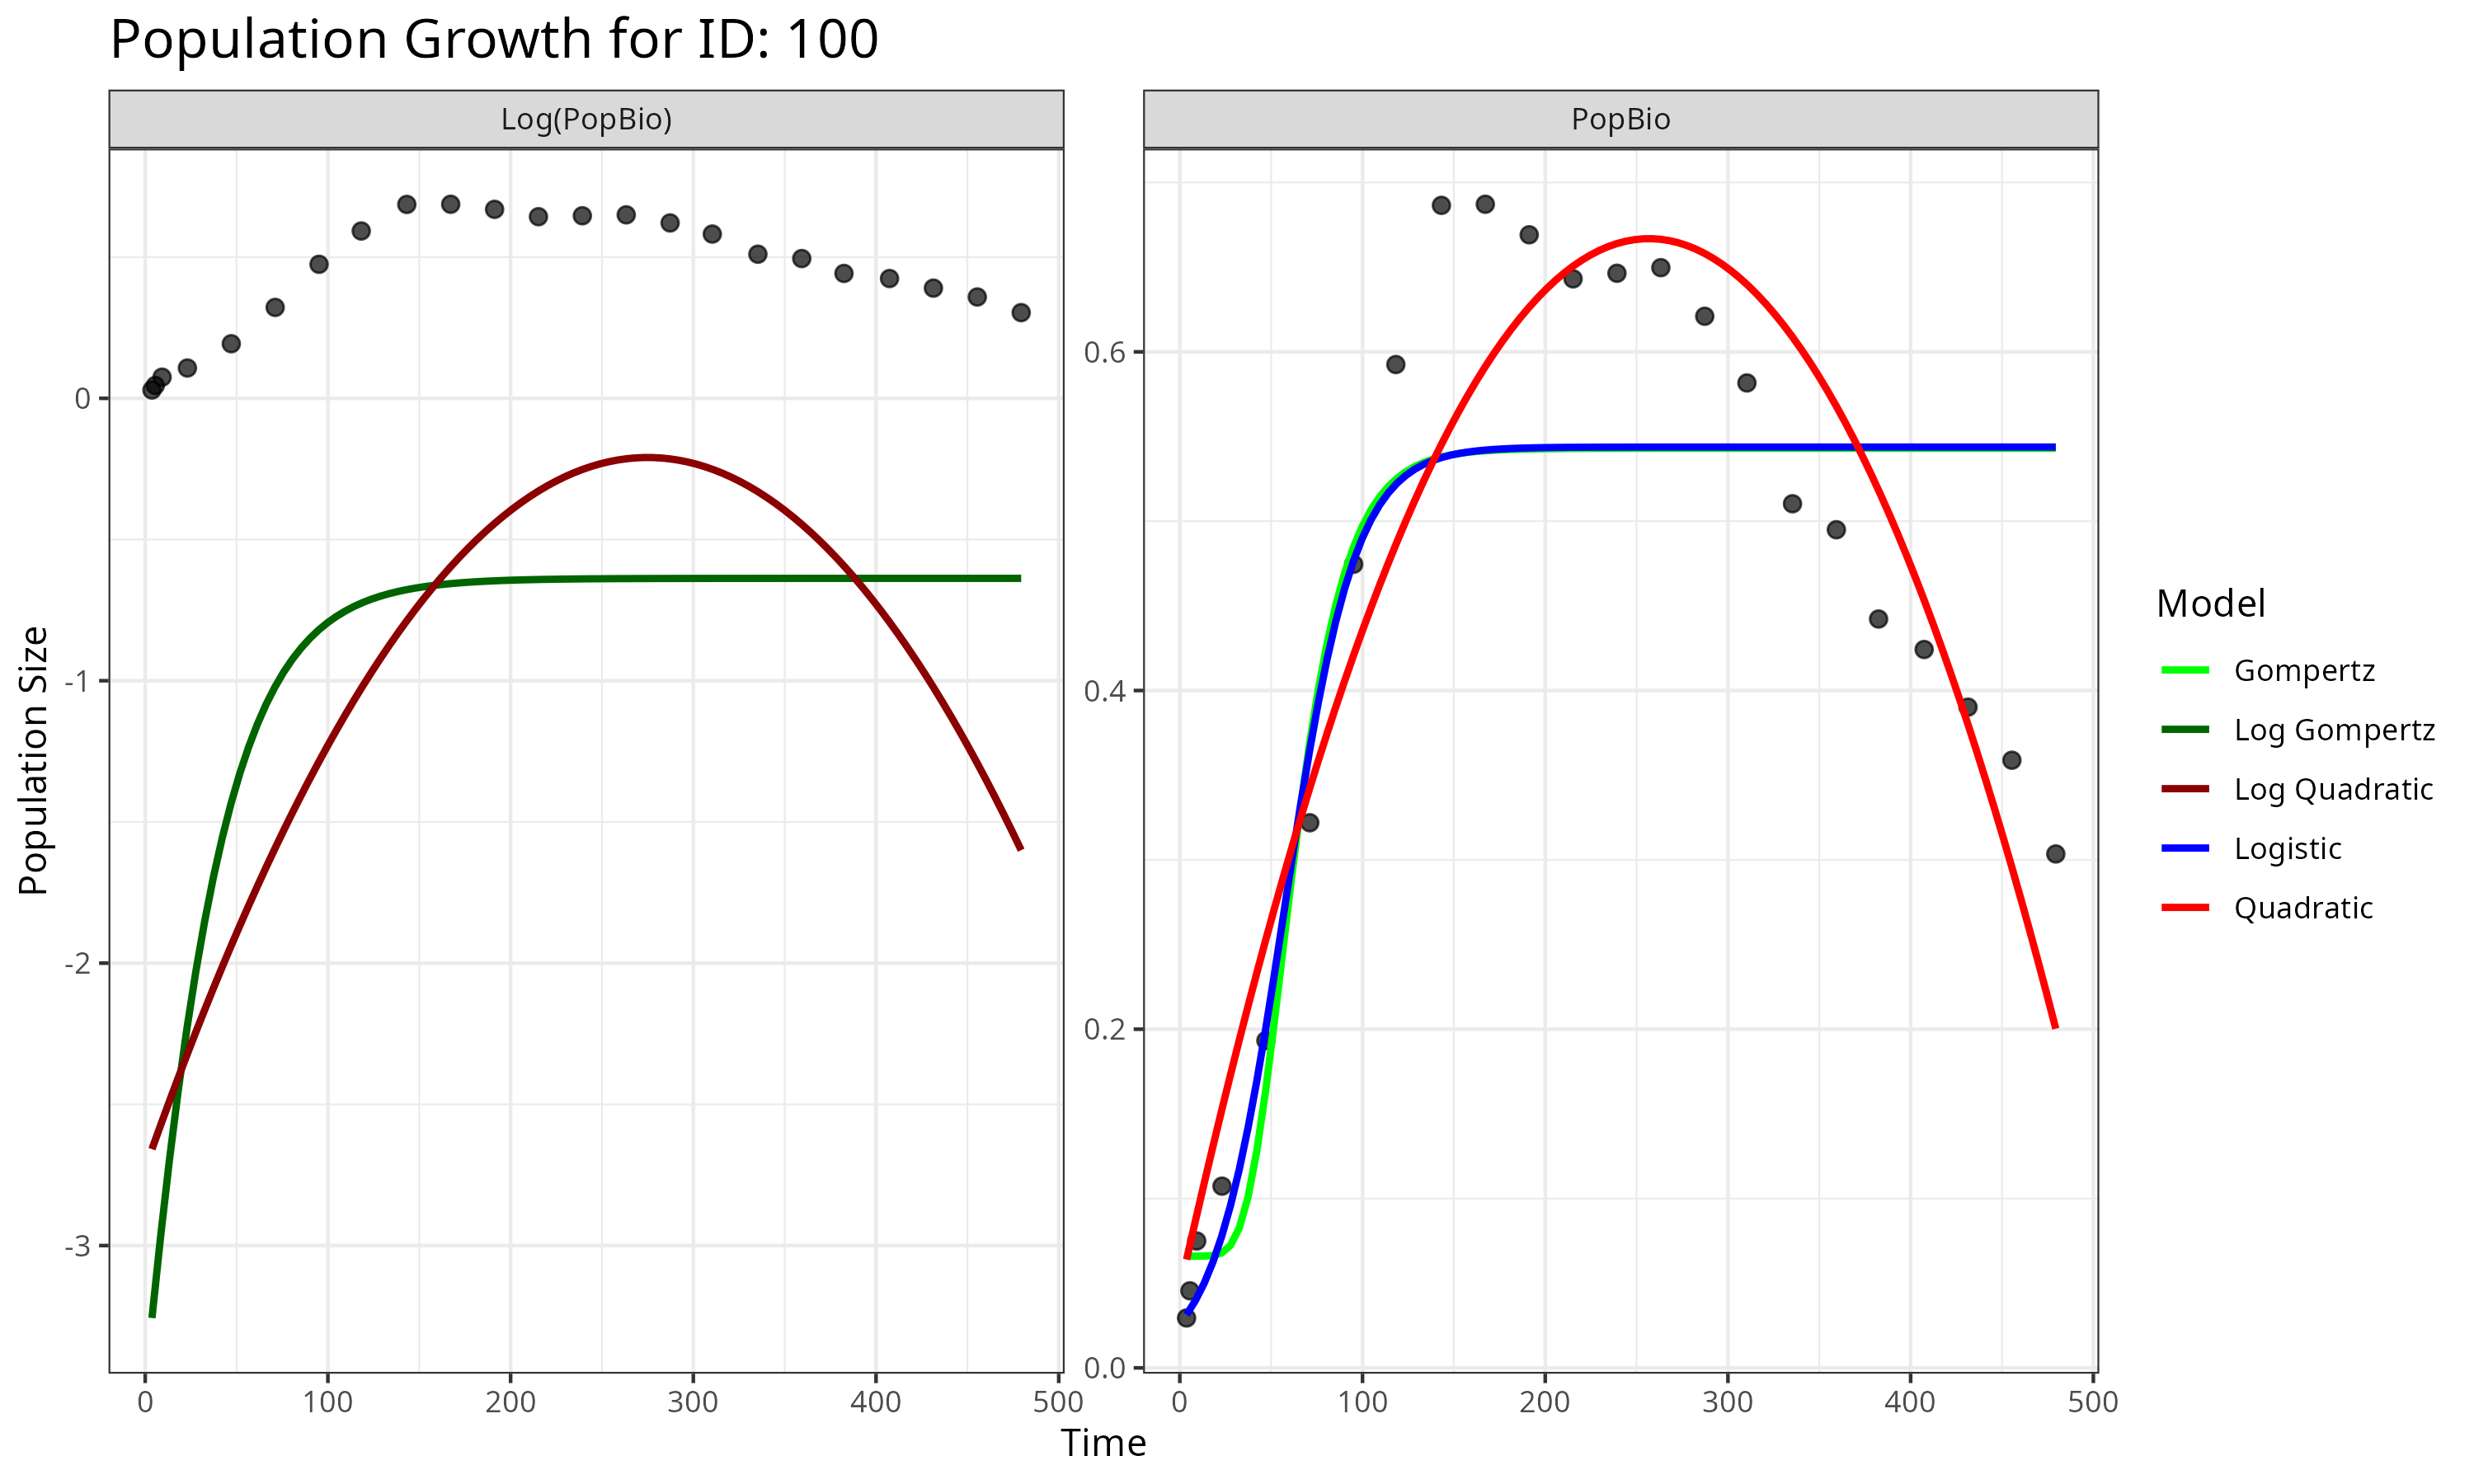 Population Growth for ID: 100
Log(PopBio)
PopBio
Population Size
0
-1
-2
-3
0.6
0.4
0.2
0.0
0 100 200 300 400 500
0 100 200 300 400 500
Time
Model
Gompertz
Log Gompertz
Log Quadratic
Logistic
Quadratic